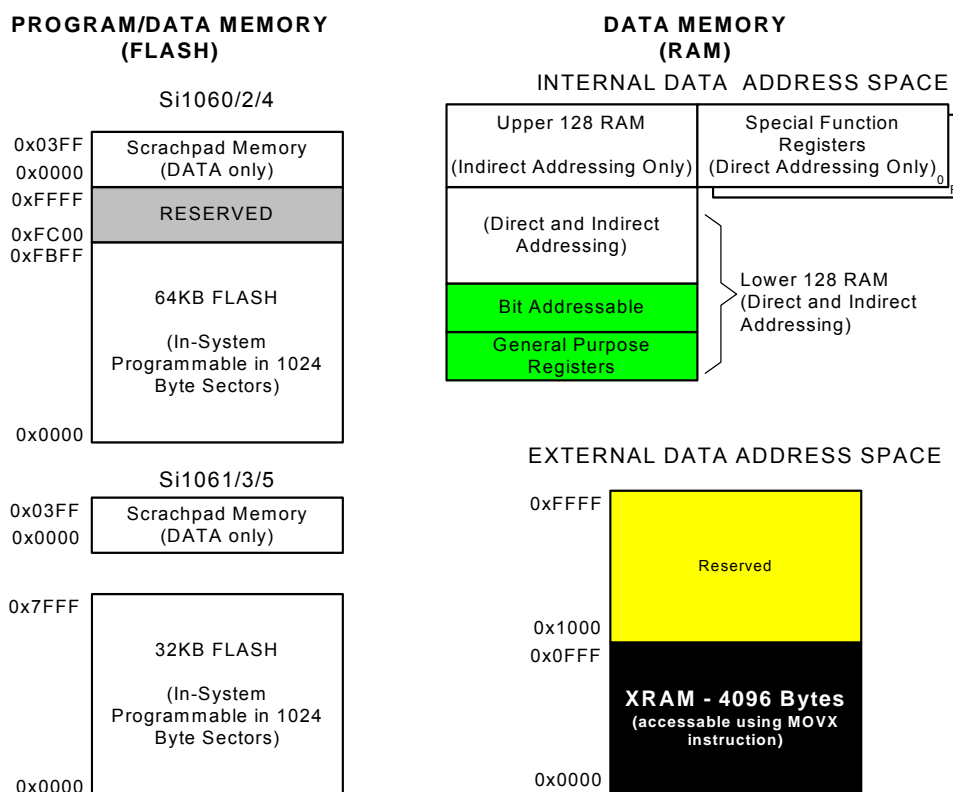 PROGRAM/DATA MEMORY
(FLASH)
Si1060/2/4
0x03FF
Scrachpad Memory
(DATA only)
0x0000
0xFFFF
RESERVED
0xFC00
0xFBFF
64KB FLASH
(In-System
Programmable in 1024
Byte Sectors)
0x0000
Si1061/3/5
0x03FF
Scrachpad Memory
(DATA only)
0x0000
0x7FFF
32KB FLASH
(In-System
Programmable in 1024
Byte Sectors)
0x0000
DATA MEMORY
(RAM)
INTERNAL DATA ADDRESS SPACE
Upper 128 RAM
(Indirect Addressing Only)
Special Function
Registers
(Direct Addressing Only)
0
F
(Direct and Indirect
Addressing)
Bit Addressable
General Purpose
Registers
Lower 128 RAM
(Direct and Indirect
Addressing)
EXTERNAL DATA ADDRESS SPACE
0xFFFF
Reserved
0x1000
0x0FFF
XRAM - 4096 Bytes
(accessable using MOVX
instruction)
0x0000